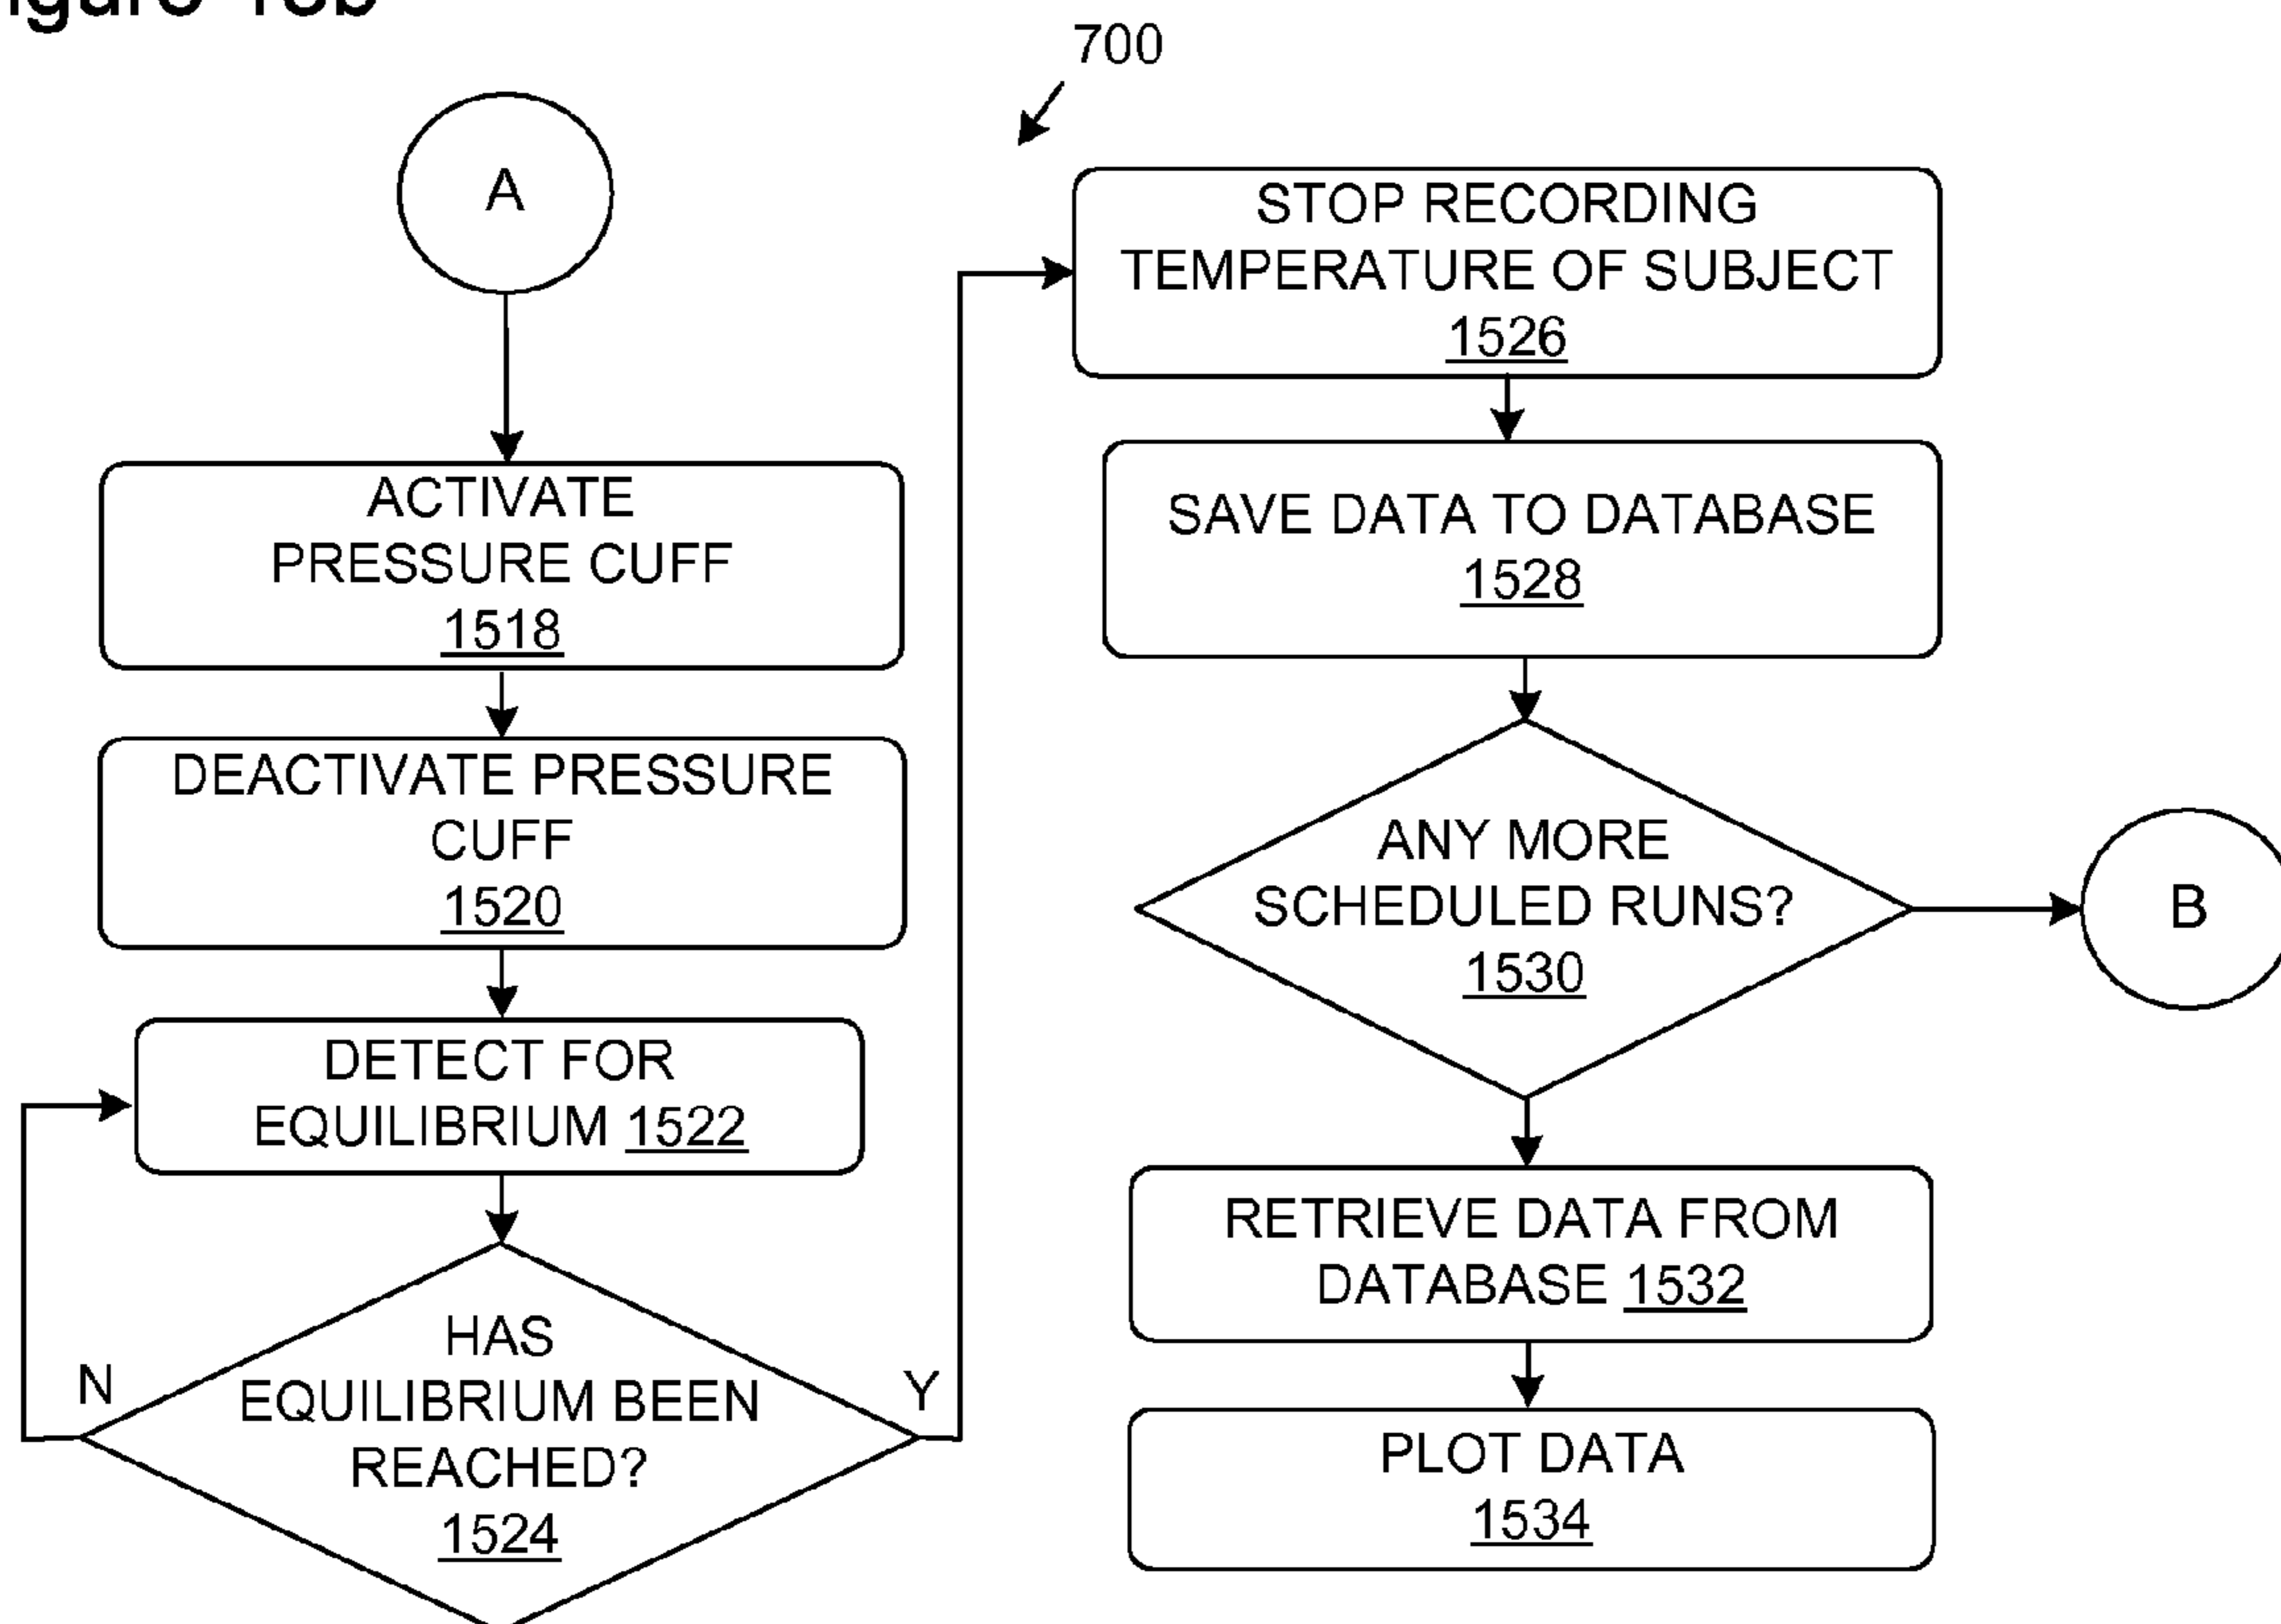 700
A
ACTIVATE
PRESSURE CUFF
1518
DEACTIVATE PRESSURE
CUFF
1520
DETECT FOR
EQUILIBRIUM 1522
HAS
EQUILIBRIUM BEEN
REACHED?
1524
N
Y
STOP RECORDING
TEMPERATURE OF SUBJECT
1526
SAVE DATA TO DATABASE
1528
ANY MORE
SCHEDULED RUNS?
1530
B
RETRIEVE DATA FROM
DATABASE 1532
PLOT DATA
1534